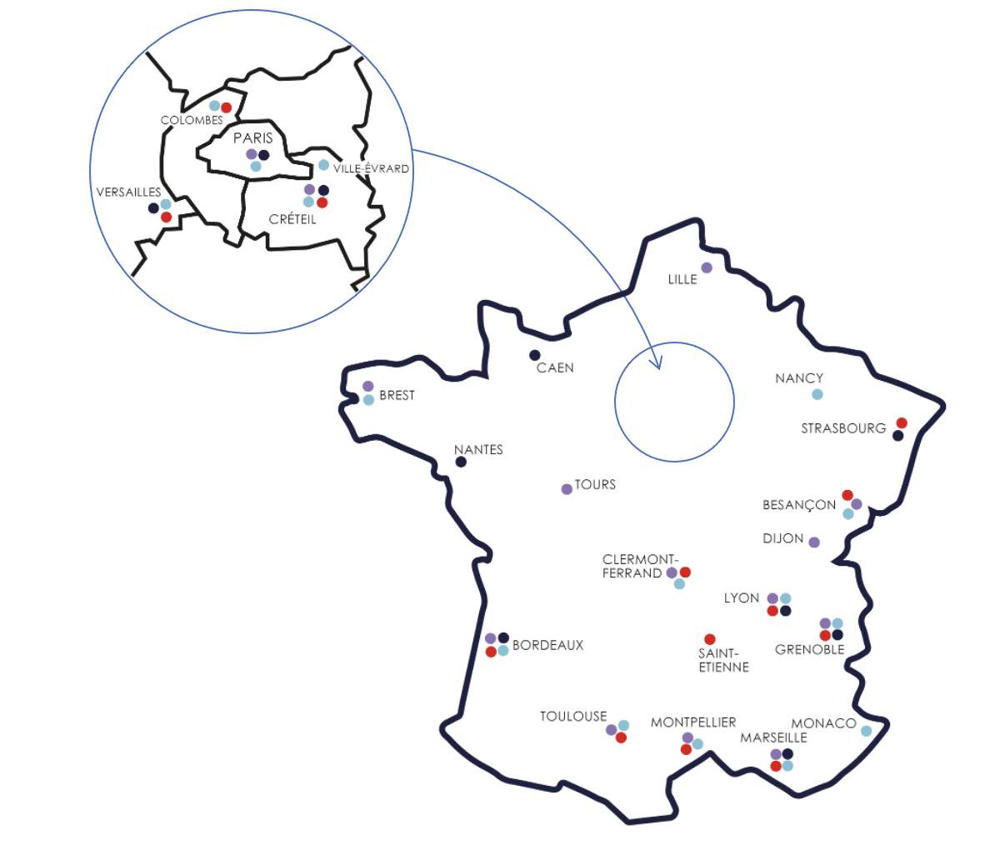 COLOMBES
PARIS
VILLE-ÉVRARD
VERSAILLES
CRÉTEIL
LILLE
CAEN
NANCY
BREST
STRASBOURG
NANTES
TOURS
BESANÇON
DIJON
CLERMONT-
FERRAND
LYON
BORDEAUX
GRENOBLE
SAINT-
ETIENNE
TOULOUSE
MONTPELLIER
MONACO
MARSEILLE